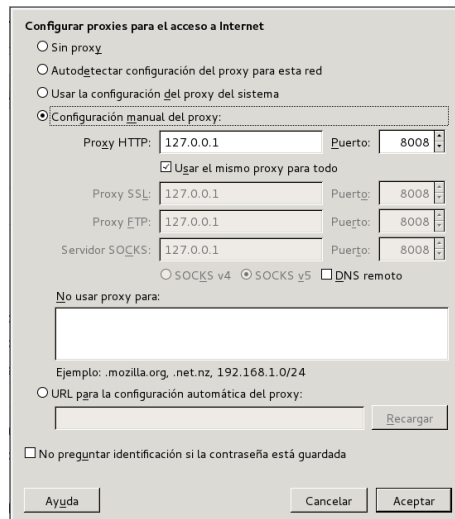 Configurar proxies para el acceso a Internet
Sin proxy
Autodetectar configuración del proxy para esta red
Usar la configuración del proxy del sistema
Configuración manual del proxy:
Proxy HTTP: 127.0.0.1 Puerto: 8008
Usar el mismo proxy para todo
Proxy SSL: 127.0.0.1 Puerto: 8008
Proxy FTP: 127.0.0.1 Puerto: 8008
Servidor SOCKS: 127.0.0.1 Puerto: 8008
SOCKS v4 SOCKS v5 DNS remoto
No usar proxy para:
Ejemplo: .mozilla.org, .net.nz, 192.168.1.0/24
URL para la configuración automática del proxy:
Recargar
No preguntar identificación si la contraseña está guardada
Ayuda Cancelar Aceptar